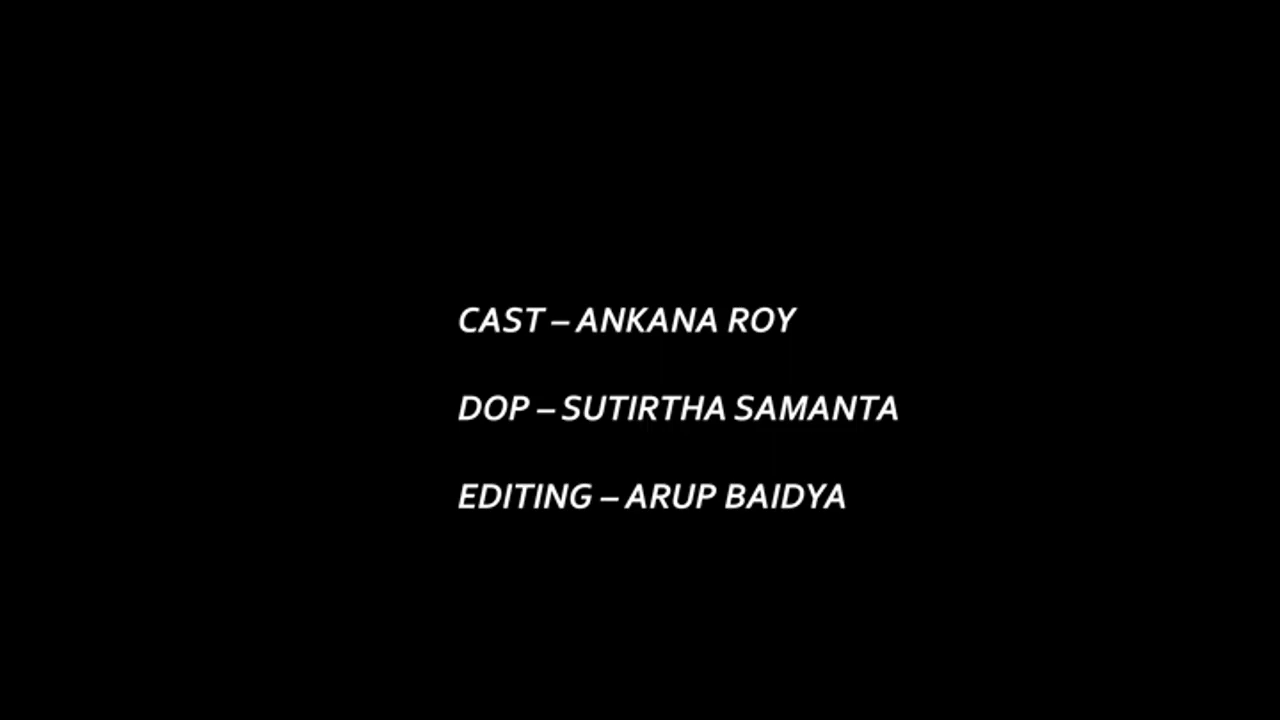 CAST – ANKANA ROY
DOP – SUTIRTHA SAMANTA
EDITING – ARUP BAIDYA